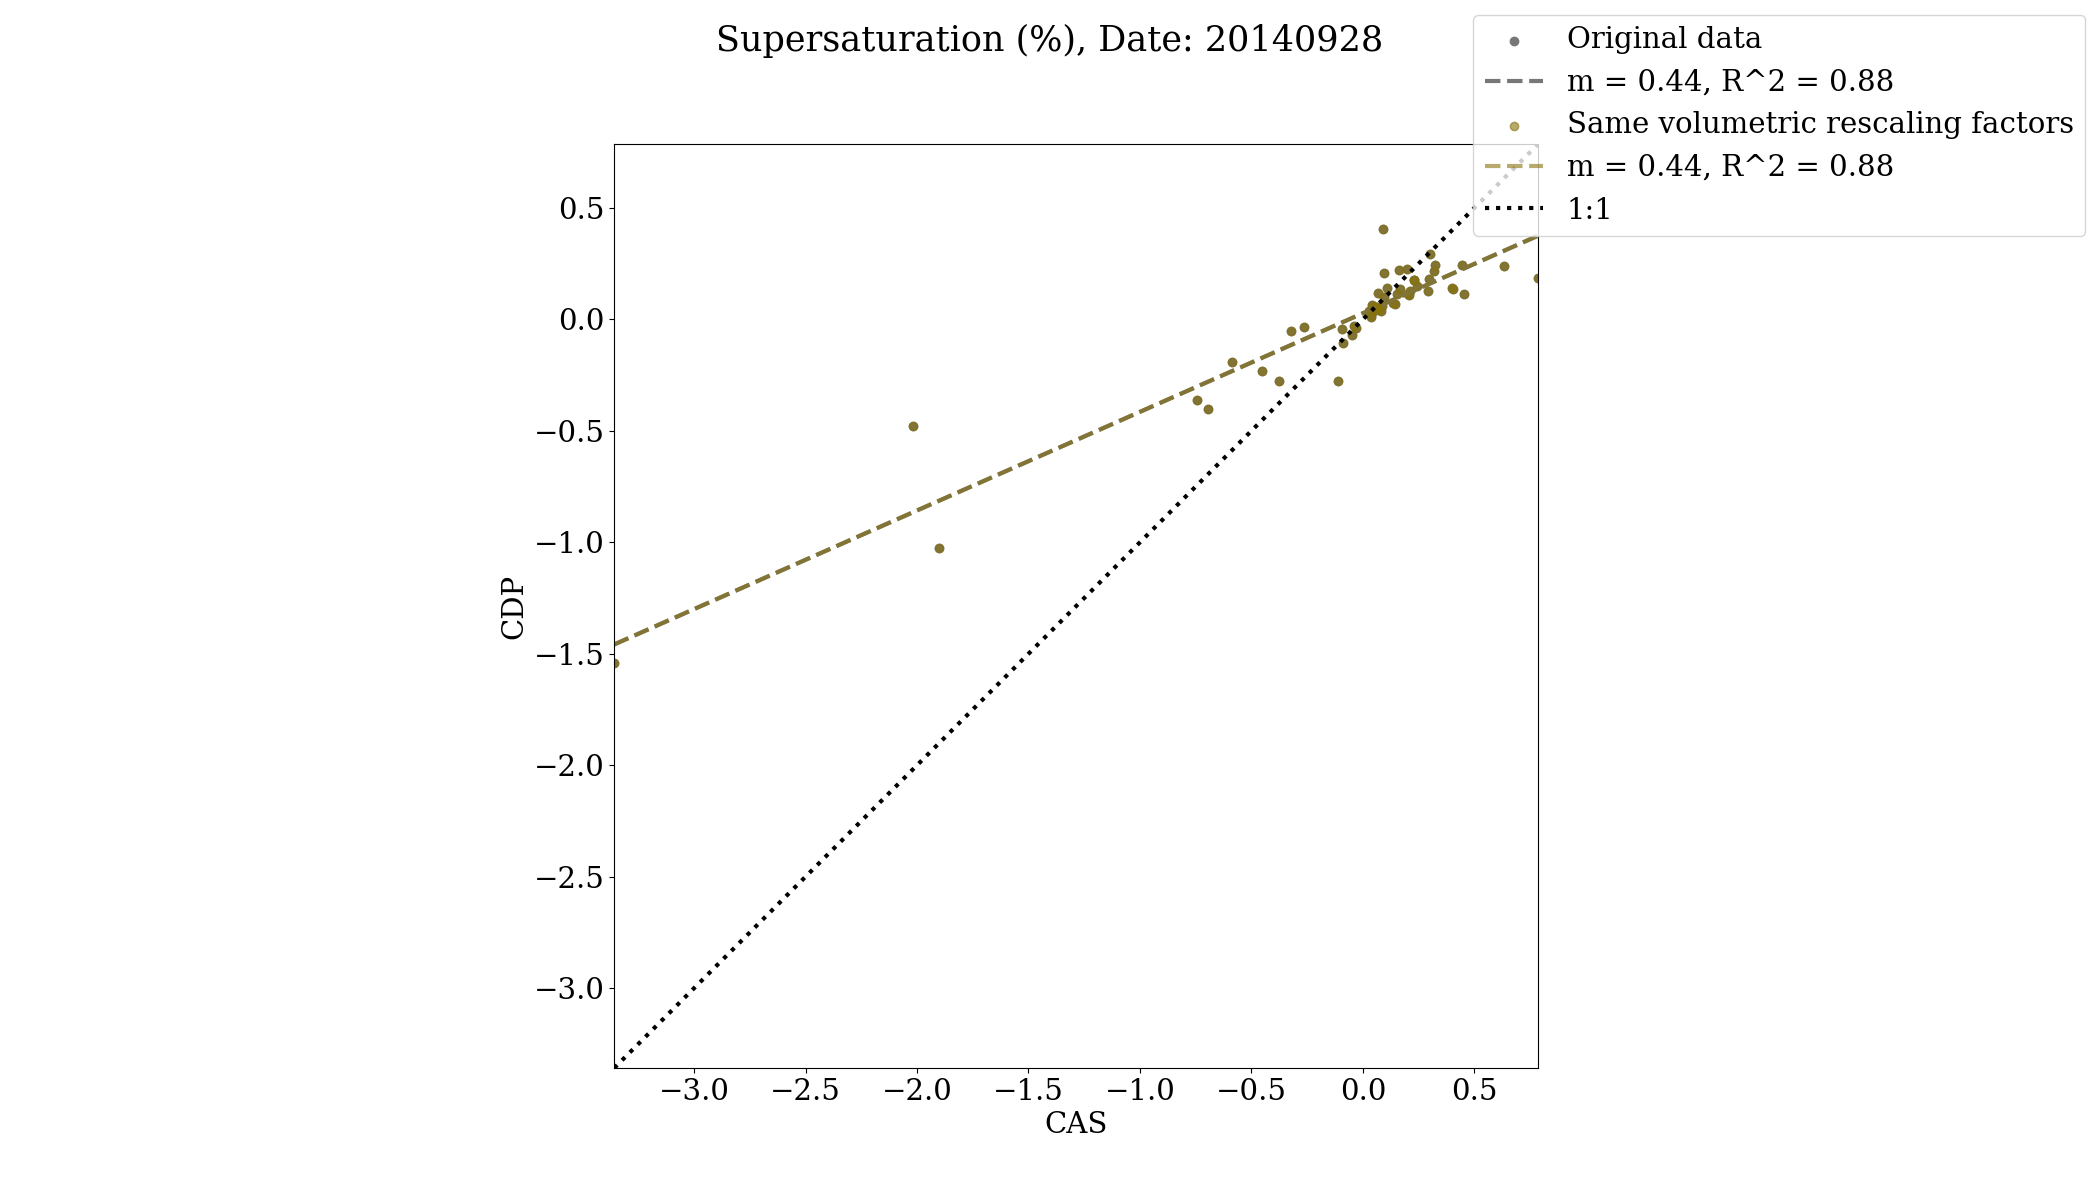 Supersaturation (%), Date: 20140928
Original data
m = 0.44, R^2 = 0.88
Same volumetric rescaling factors
m = 0.44, R^2 = 0.88
1:1
0.5
0.0
−0.5
−1.0
−1.5
−2.0
−2.5
−3.0
CDP
−3.0 −2.5 −2.0 −1.5 −1.0 −0.5 0.0 0.5
CAS